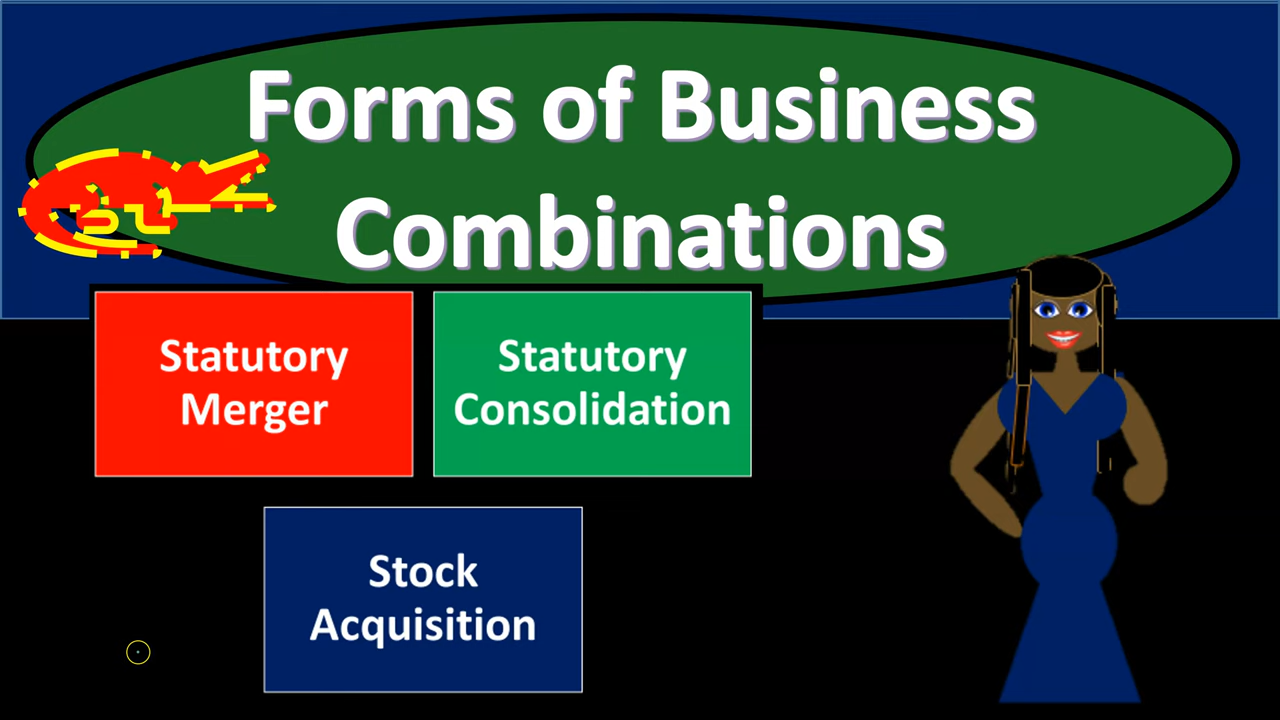 Forms of Business
Combinations
Statutory
Merger
Statutory
Consolidation
Stock
Acquisition